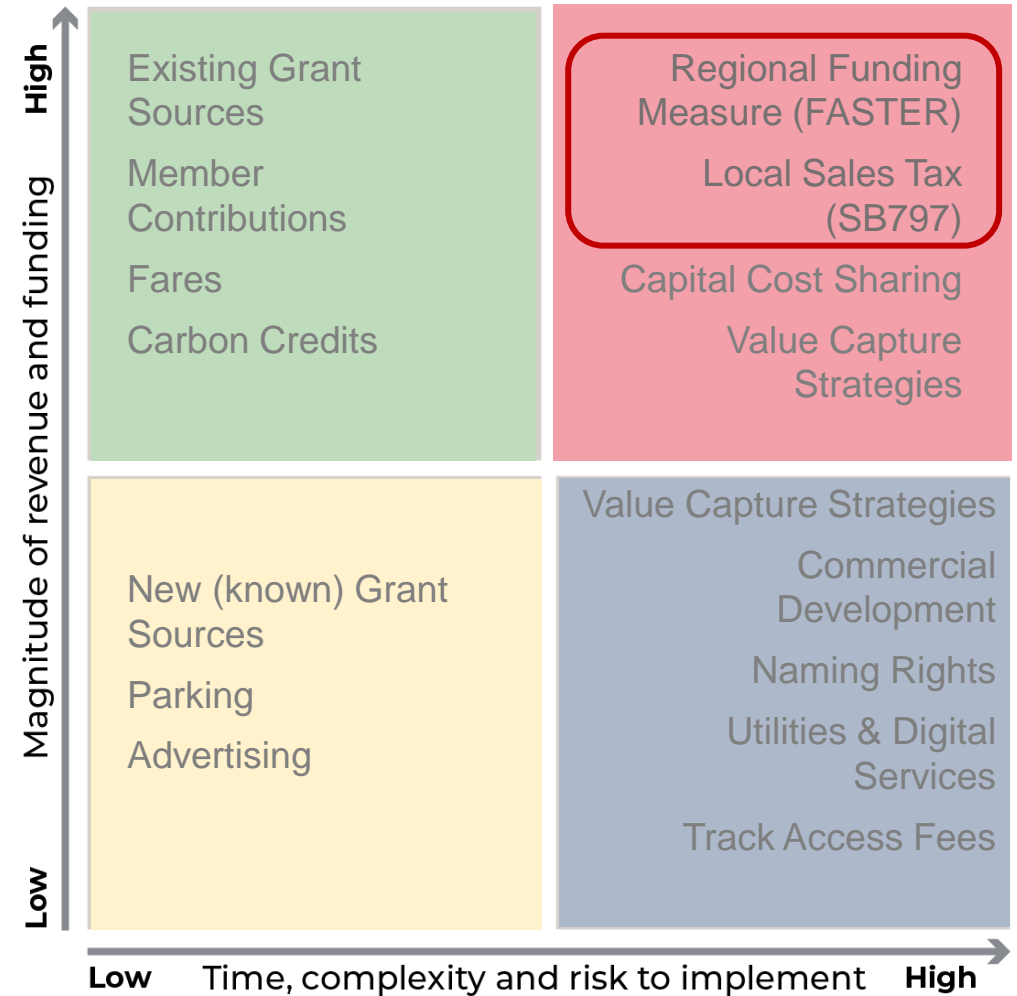 High
Magnitude of revenue and funding
Low
Existing Grant
Sources
Member
Contributions
Fares
Carbon Credits
Regional Funding
Measure (FASTER)
Local Sales Tax
(SB797)
Capital Cost Sharing
Value Capture
Strategies
New (known) Grant
Sources
Parking
Advertising
Value Capture Strategies
Commercial
Development
Naming Rights
Utilities & Digital
Services
Track Access Fees
Low Time, complexity and risk to implement High